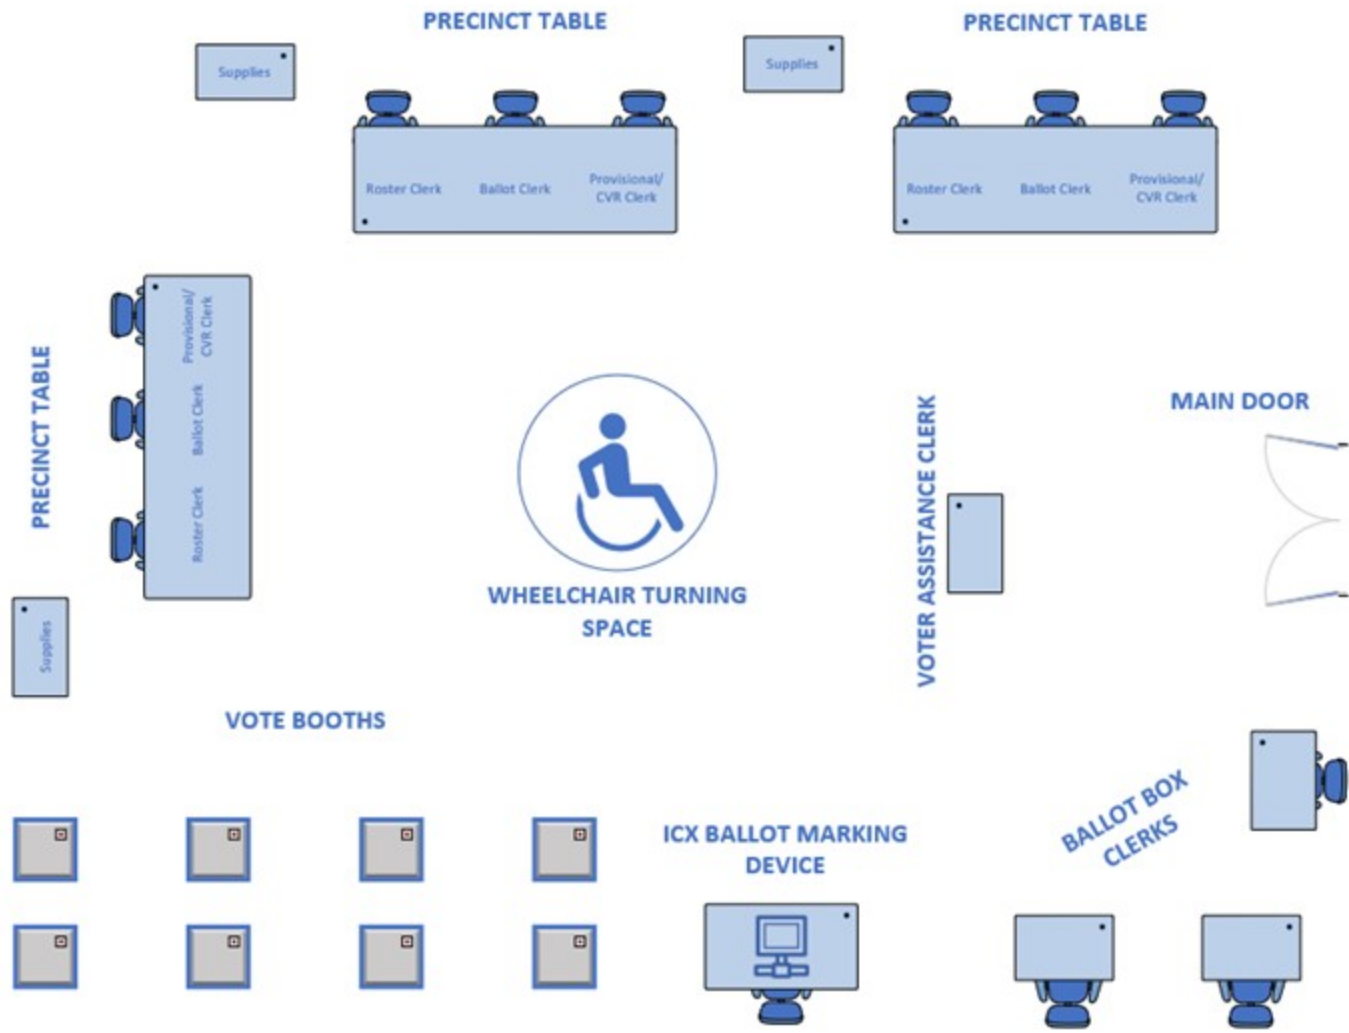 PRECINCT TABLE
PRECINCT TABLE
Supplies
Supplies
Roster Clerk
Ballot Clerk
Provisional/
CVR Clerk
Roster Clerk
Ballot Clerk
Provisional/
CVR Clerk
PRECINCT TABLE
Provisional/
CVR Clerk
Ballot Clerk
Roster Clerk
Supplies
WHEELCHAIR TURNING
SPACE
VOTER ASSISTANCE CLERK
MAIN DOOR
VOTE BOOTHS
ICX BALLOT MARKING
DEVICE
BALLOT BOX
CLERKS